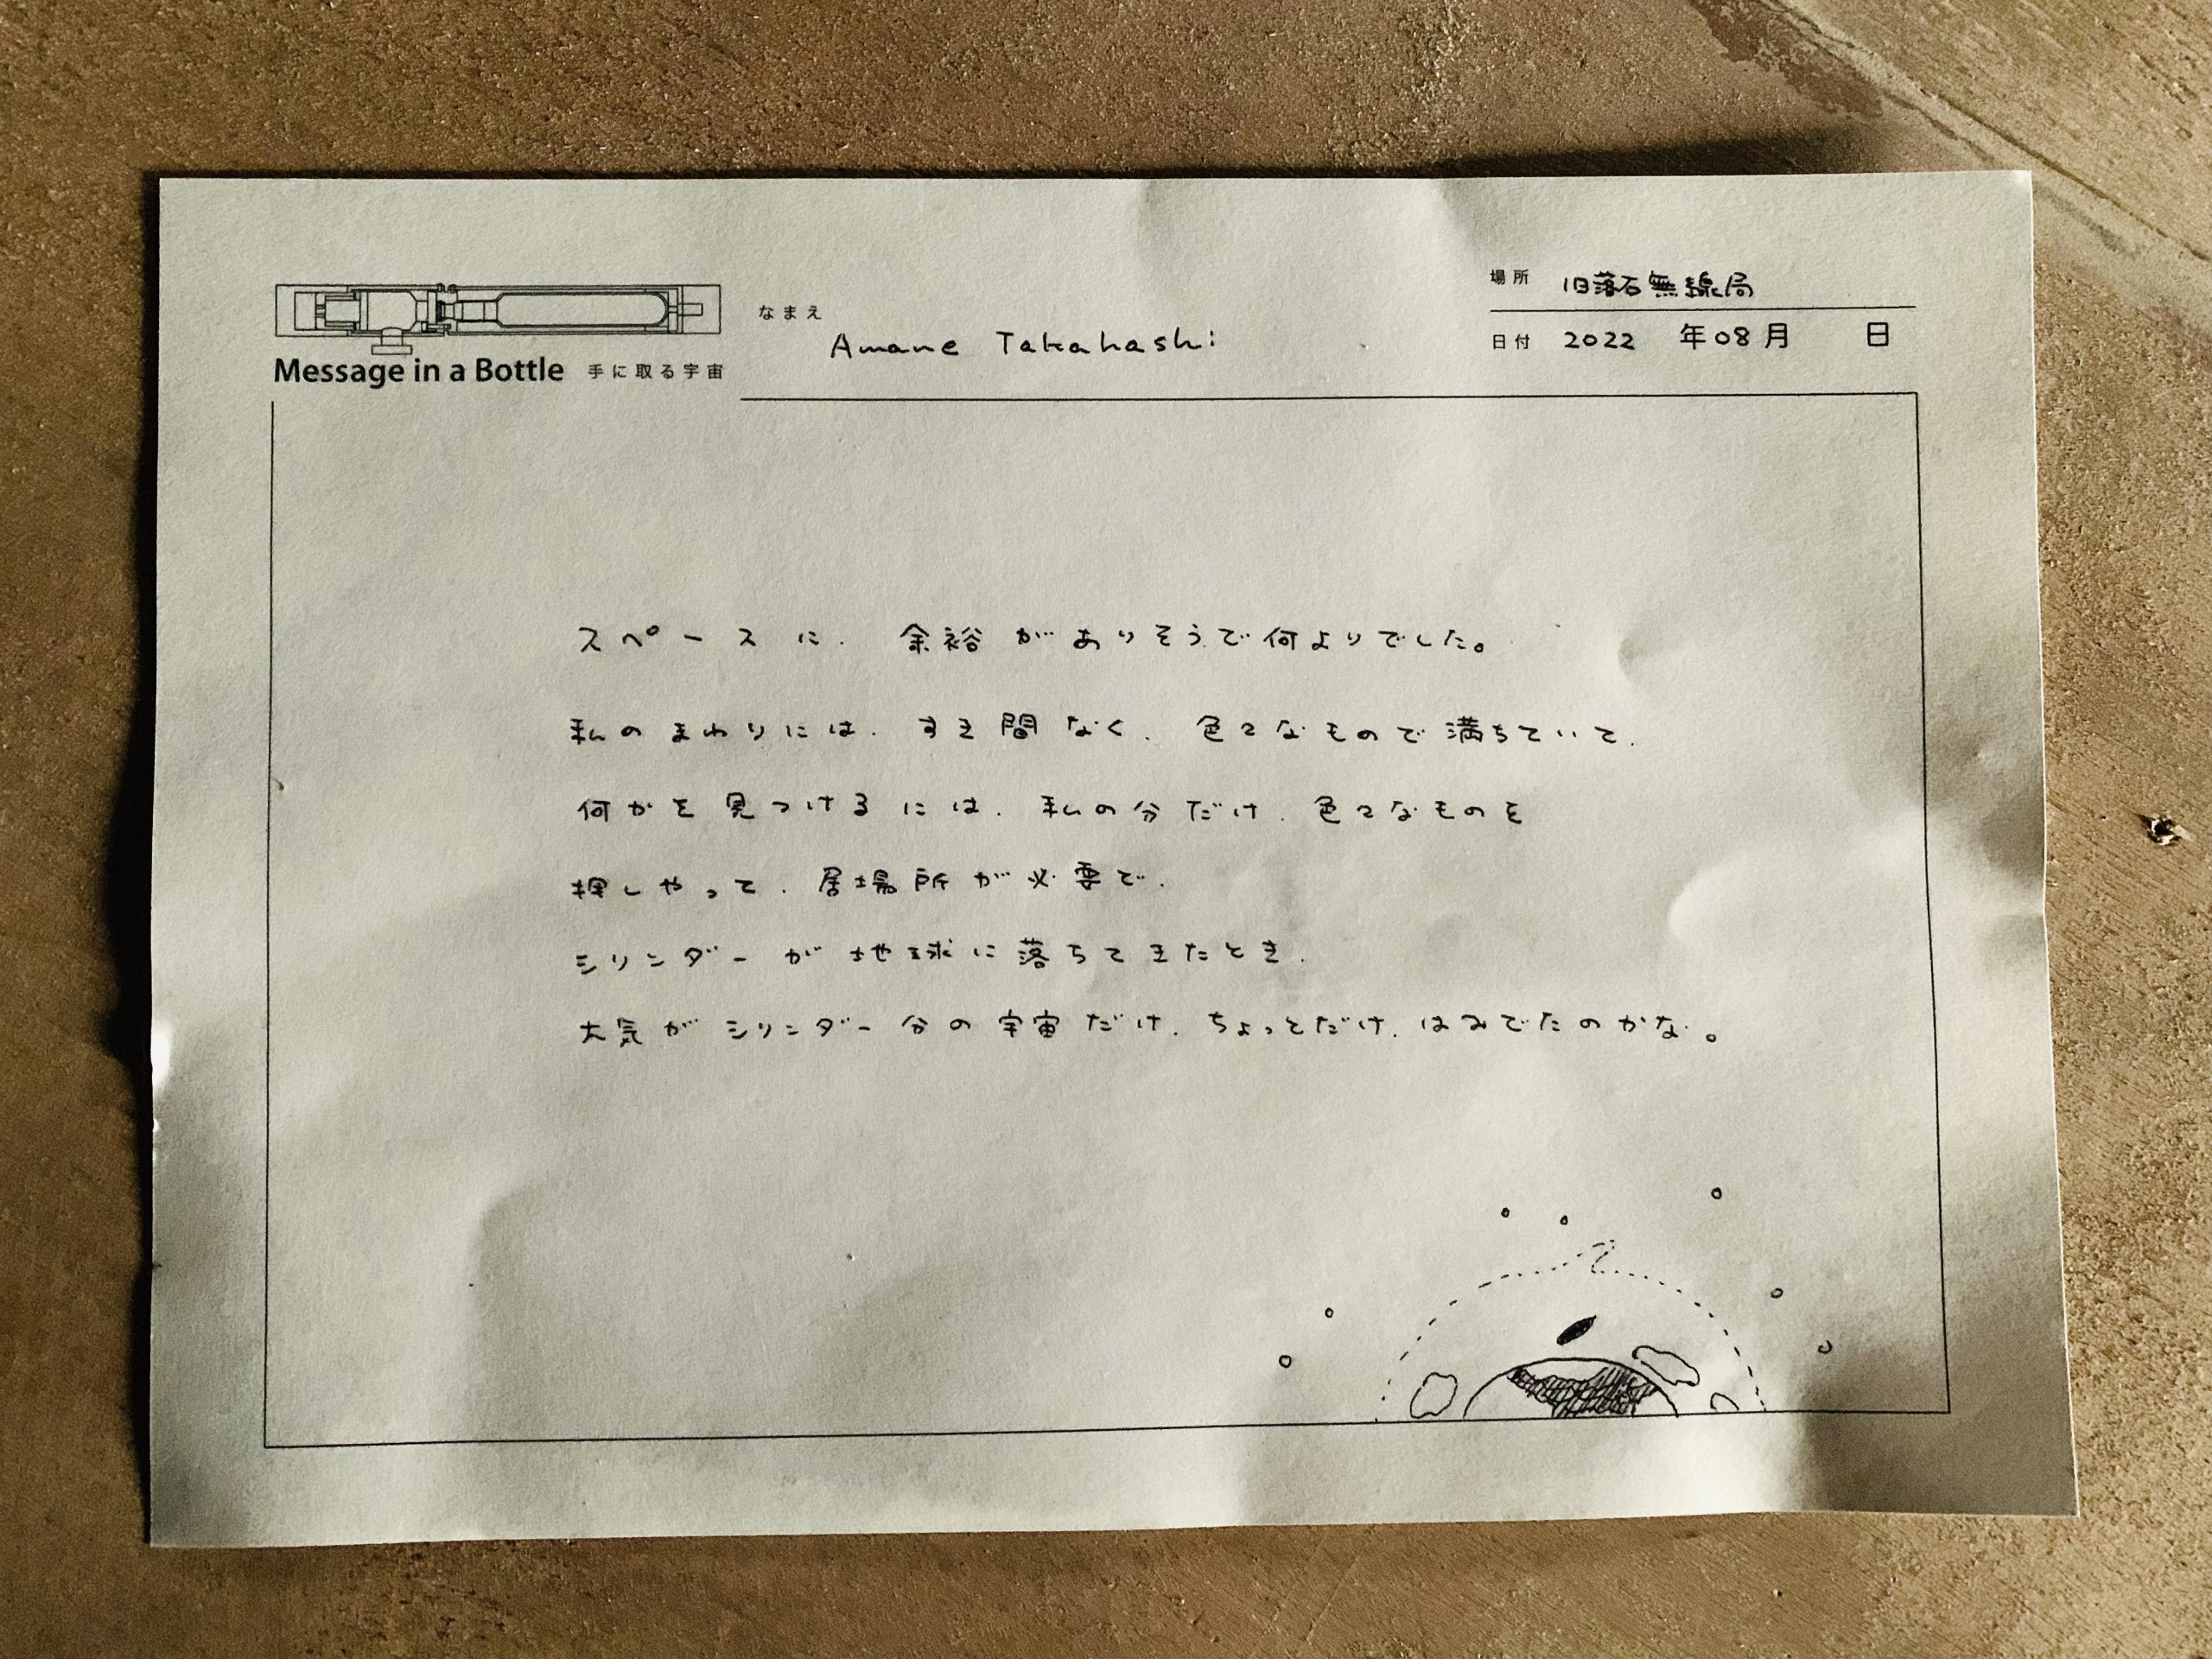 場所 旧落石無線局
なまえ Amane Takahashi
日付 2022 年 08 月 日
Message in a Bottle 手に取る宇宙
スペースに、余裕がありそうで何よりでした。
私のまわりには、すき間なく、色々なもので満ちていて、
何かを見つけるには、私の分だけ、色々なものを
押しやって、居場所が必要で、
シリンダーが地球に落ちてきたとき、
大気がシリンダー分の宇宙だけ、ちょっとだけ、はみでたのかな。